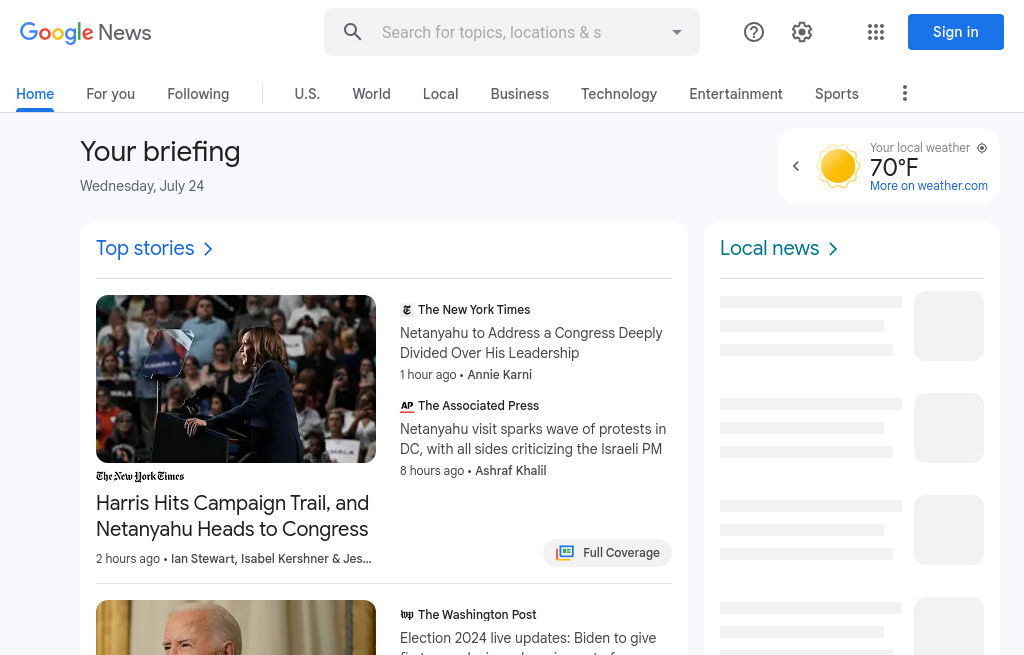 Google News
Search for topics, locations & s
Sign in
Home
For you
Following
U.S.
World
Local
Business
Technology
Entertainment
Sports
Your briefing
Wednesday, July 24
Your local weather
70°F
More on weather.com
Top stories
The New York Times
Harris Hits Campaign Trail, and
Netanyahu Heads to Congress
2 hours ago • Ian Stewart, Isabel Kershner & Jes...
The New York Times
Netanyahu to Address a Congress Deeply
Divided Over His Leadership
1 hour ago • Annie Karni
AP The Associated Press
Netanyahu visit sparks wave of protests in
DC, with all sides criticizing the Israeli PM
8 hours ago • Ashraf Khalil
Full Coverage
wp The Washington Post
Election 2024 live updates: Biden to give
Local news